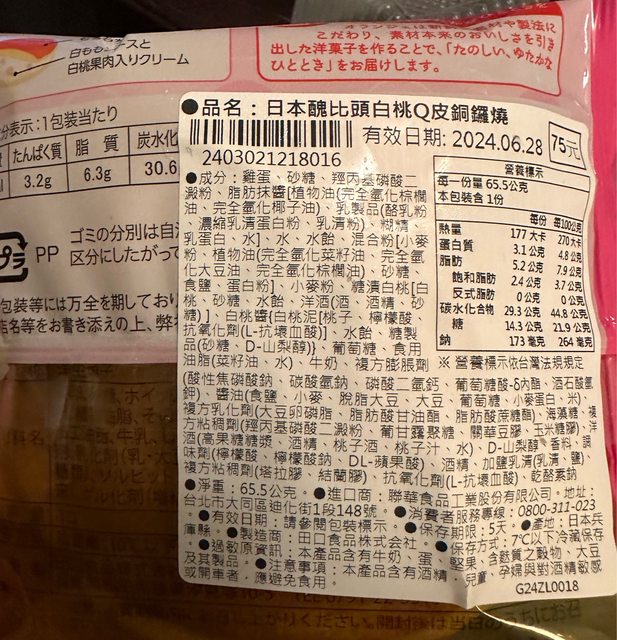 白ももソースと
白桃果肉入りクリーム
こだわり、素材本来のおいしさを引き
出した洋菓子を作ることで、「たのしい、ゆたかな
ひととき」をお届けします。
分表示:1包装当たり
たんぱく質 脂質 炭水化
3.2g 6.3g 30.6
プラ PP
ゴミの分別は自治
区分にしたがって
包装等には万全を期しており
店名等をお書き添えの上、弊社
●品名：日本醜比頭白桃Q皮銅鑼燒
有效日期: 2024.06.28
75元
2403021218016
●成分：雞蛋、砂糖、羥丙基磷酸二
澱粉、脂肪抹醬[植物油(完全氫化棕櫚
油、完全氫化椰子油)、乳製品(酪乳粉
、濃縮乳清蛋白粉、乳清粉)、糊精、
乳蛋白、水]、水、水飴、混合粉[小麥
粉、植物油(完全氫化菜籽油、完全氫
化大豆油、完全氫化棕櫚油)、砂糖、
食鹽、蛋白粉]、小麥粉、糖漬白桃[白
桃、砂糖、水飴、洋酒(酒、酒精、砂
糖)]、白桃醬{白桃泥[桃子、檸檬酸、
抗氧化劑(L-抗壞血酸)]、水飴、糖製
品(砂糖、D-山梨醇)}、葡萄糖、食用
油脂(菜籽油、水)、牛奶、複方膨脹劑
(酸性焦磷酸鈉、碳酸氫鈉、磷酸二氫鈣、葡萄糖酸-δ內酯、酒石酸氫
鉀)、醬油(食鹽、小麥、脫脂大豆、大豆、葡萄糖、小麥蛋白、米)、
複方乳化劑(大豆卵磷脂、脂肪酸甘油酯、脂肪酸蔗糖酯)、海藻糖、複
方粘稠劑(羥丙基磷酸二澱粉、葡甘露聚糖、關華豆膠、玉米糖膠)、洋
酒(高果糖糖漿、酒精、桃子酒、桃子汁、水)、D-山梨醇、香料、調
味劑(檸檬酸、檸檬酸鈉、DL-蘋果酸)、酒精、加鹽乳清(乳清、鹽)、
複方粘稠劑(塔拉膠、結蘭膠)、抗氧化劑(L-抗壞血酸)、乾酪素鈉
營養標示
每一份量 65.5公克
本包裝含 1份
每份 每100公克
熱量 177 大卡 270 大卡
蛋白質 3.1 公克 4.8 公克
脂肪 5.2 公克 7.9 公克
飽和脂肪 2.4 公克 3.7 公克
反式脂肪 0 公克 0 公克
碳水化合物 29.3 公克 44.8 公克
糖 14.3 公克 21.9 公克
鈉 173 毫克 264 毫克
※ 營養標示依台灣法規規定
●淨重：65.5公克。●進口商：聯華食品工業股份有限公司。地址：
台北市大同區迪化街1段148號。●消費者服務專線：0800-311-023
。●有效日期：請參閱包裝標示。●保存期限：5天。●產地：日本兵
庫縣。●製造商：田口食品株式会社。●保存方式：7℃以下冷藏保存
。●過敏原資訊：本產品含有牛奶、蛋、堅果、含麩質之穀物、大豆
及其製品。●注意事項：本產品含有酒精，兒童、孕婦與對酒精敏感
或開車者，應避免食用。
G24ZL0018